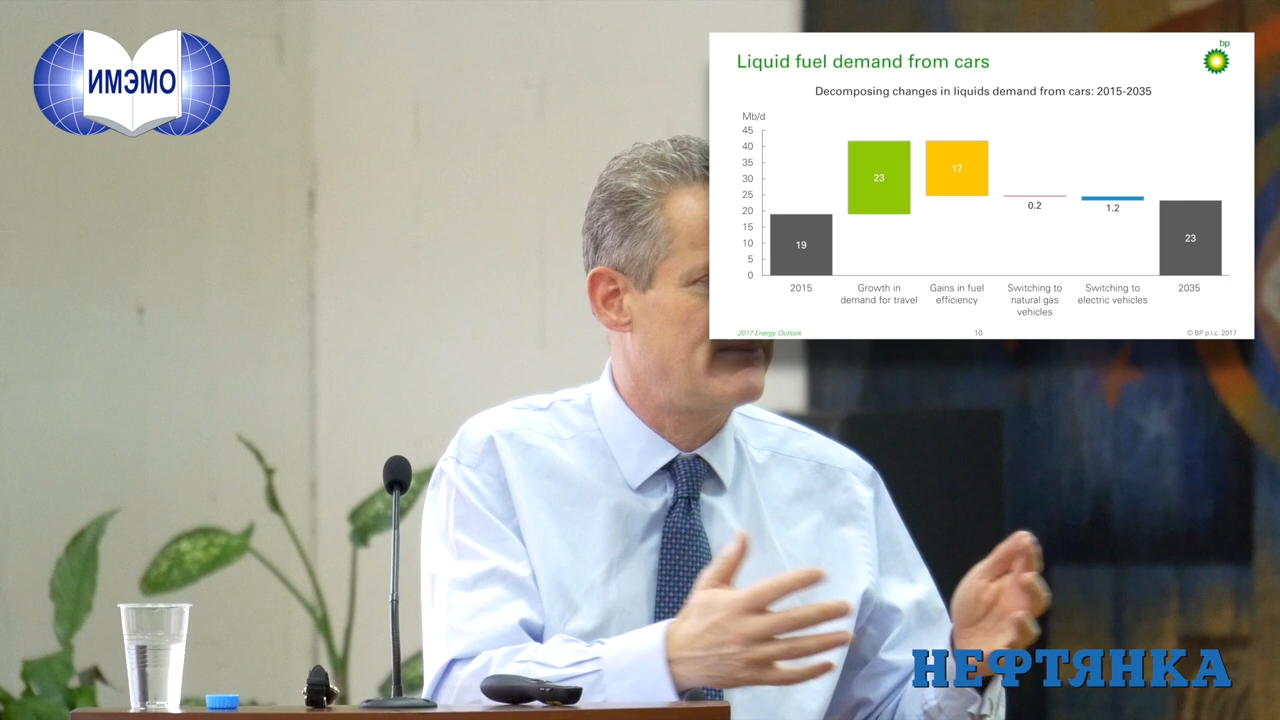 ИМЭМО
bp
Liquid fuel demand from cars
Decomposing changes in liquids demand from cars: 2015-2035
Mb/d
45
40
35
30
25
20
15
10
5
0
19
23
17
0.2
1.2
23
2015
Growth in
demand for travel
Gains in fuel
efficiency
Switching to
natural gas
vehicles
Switching to
electric vehicles
2035
2017 Energy Outlook
10
© BP p.l.c. 2017
НЕФТЯНКА